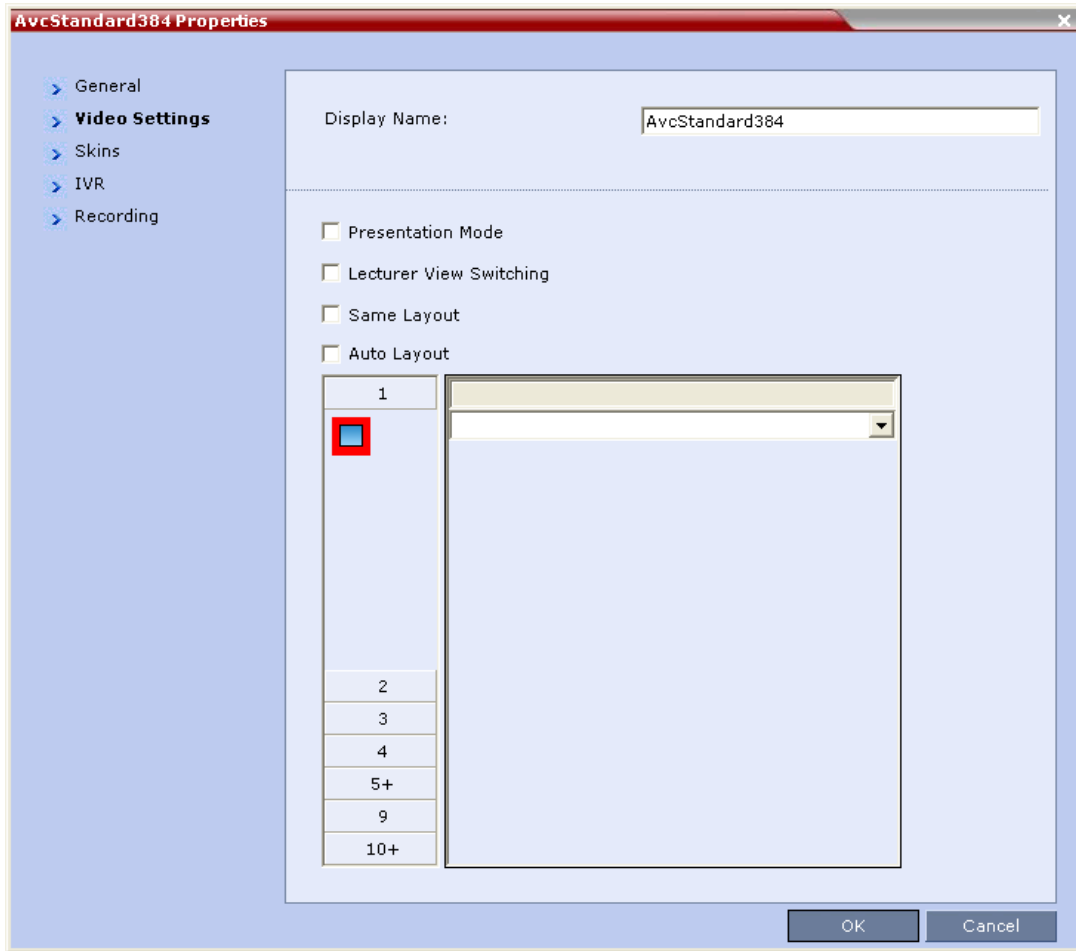 AvcStandard384 Properties
General
Video Settings
Skins
IVR
Recording
Display Name: AvcStandard384
Presentation Mode
Lecturer View Switching
Same Layout
Auto Layout
1
2
3
4
5+
9
10+
OK Cancel